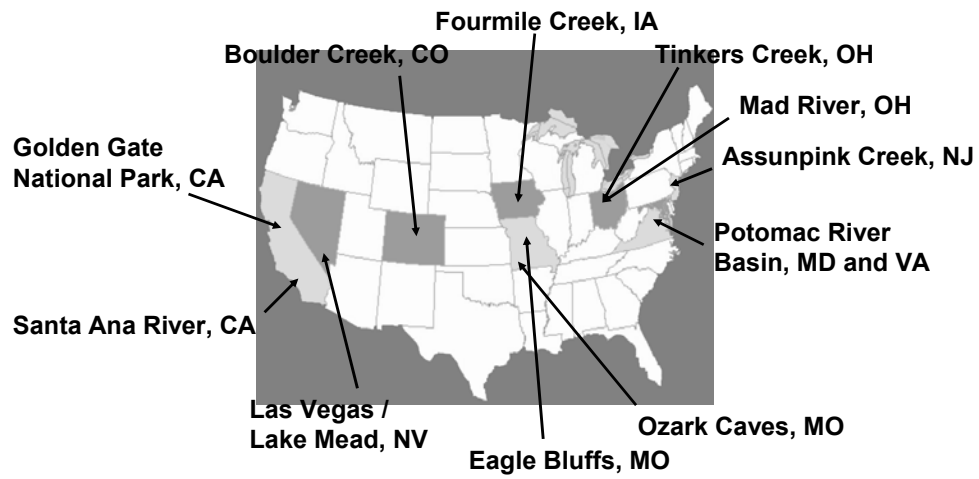 Fourmile Creek, IA
Boulder Creek, CO
Tinkers Creek, OH
Mad River, OH
Golden Gate
National Park, CA
Assunpink Creek, NJ
Potomac River
Basin, MD and VA
Santa Ana River, CA
Las Vegas /
Lake Mead, NV
Ozark Caves, MO
Eagle Bluffs, MO